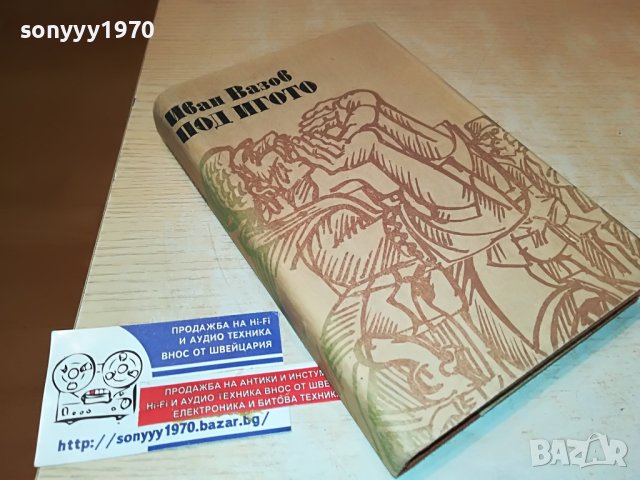 sonyyy1970
Иван Вазов
ПОД ИГОТО
ПРОДАЖБА НА Hi-Fi
И АУДИО ТЕХНИКА
ВНОС ОТ ШВЕЙЦАРИЯ
ПРОДАЖБА НА АНТИКИ И ИНСТУМ
Hi-Fi И АУДИО ТЕХНИКА ВНОС ОТ ШВЕ
ЕЛЕКТРОНИКА И БИТОВА ТЕХНИК
http://sonyyy1970.bazar.bg/
BAZAR
bg